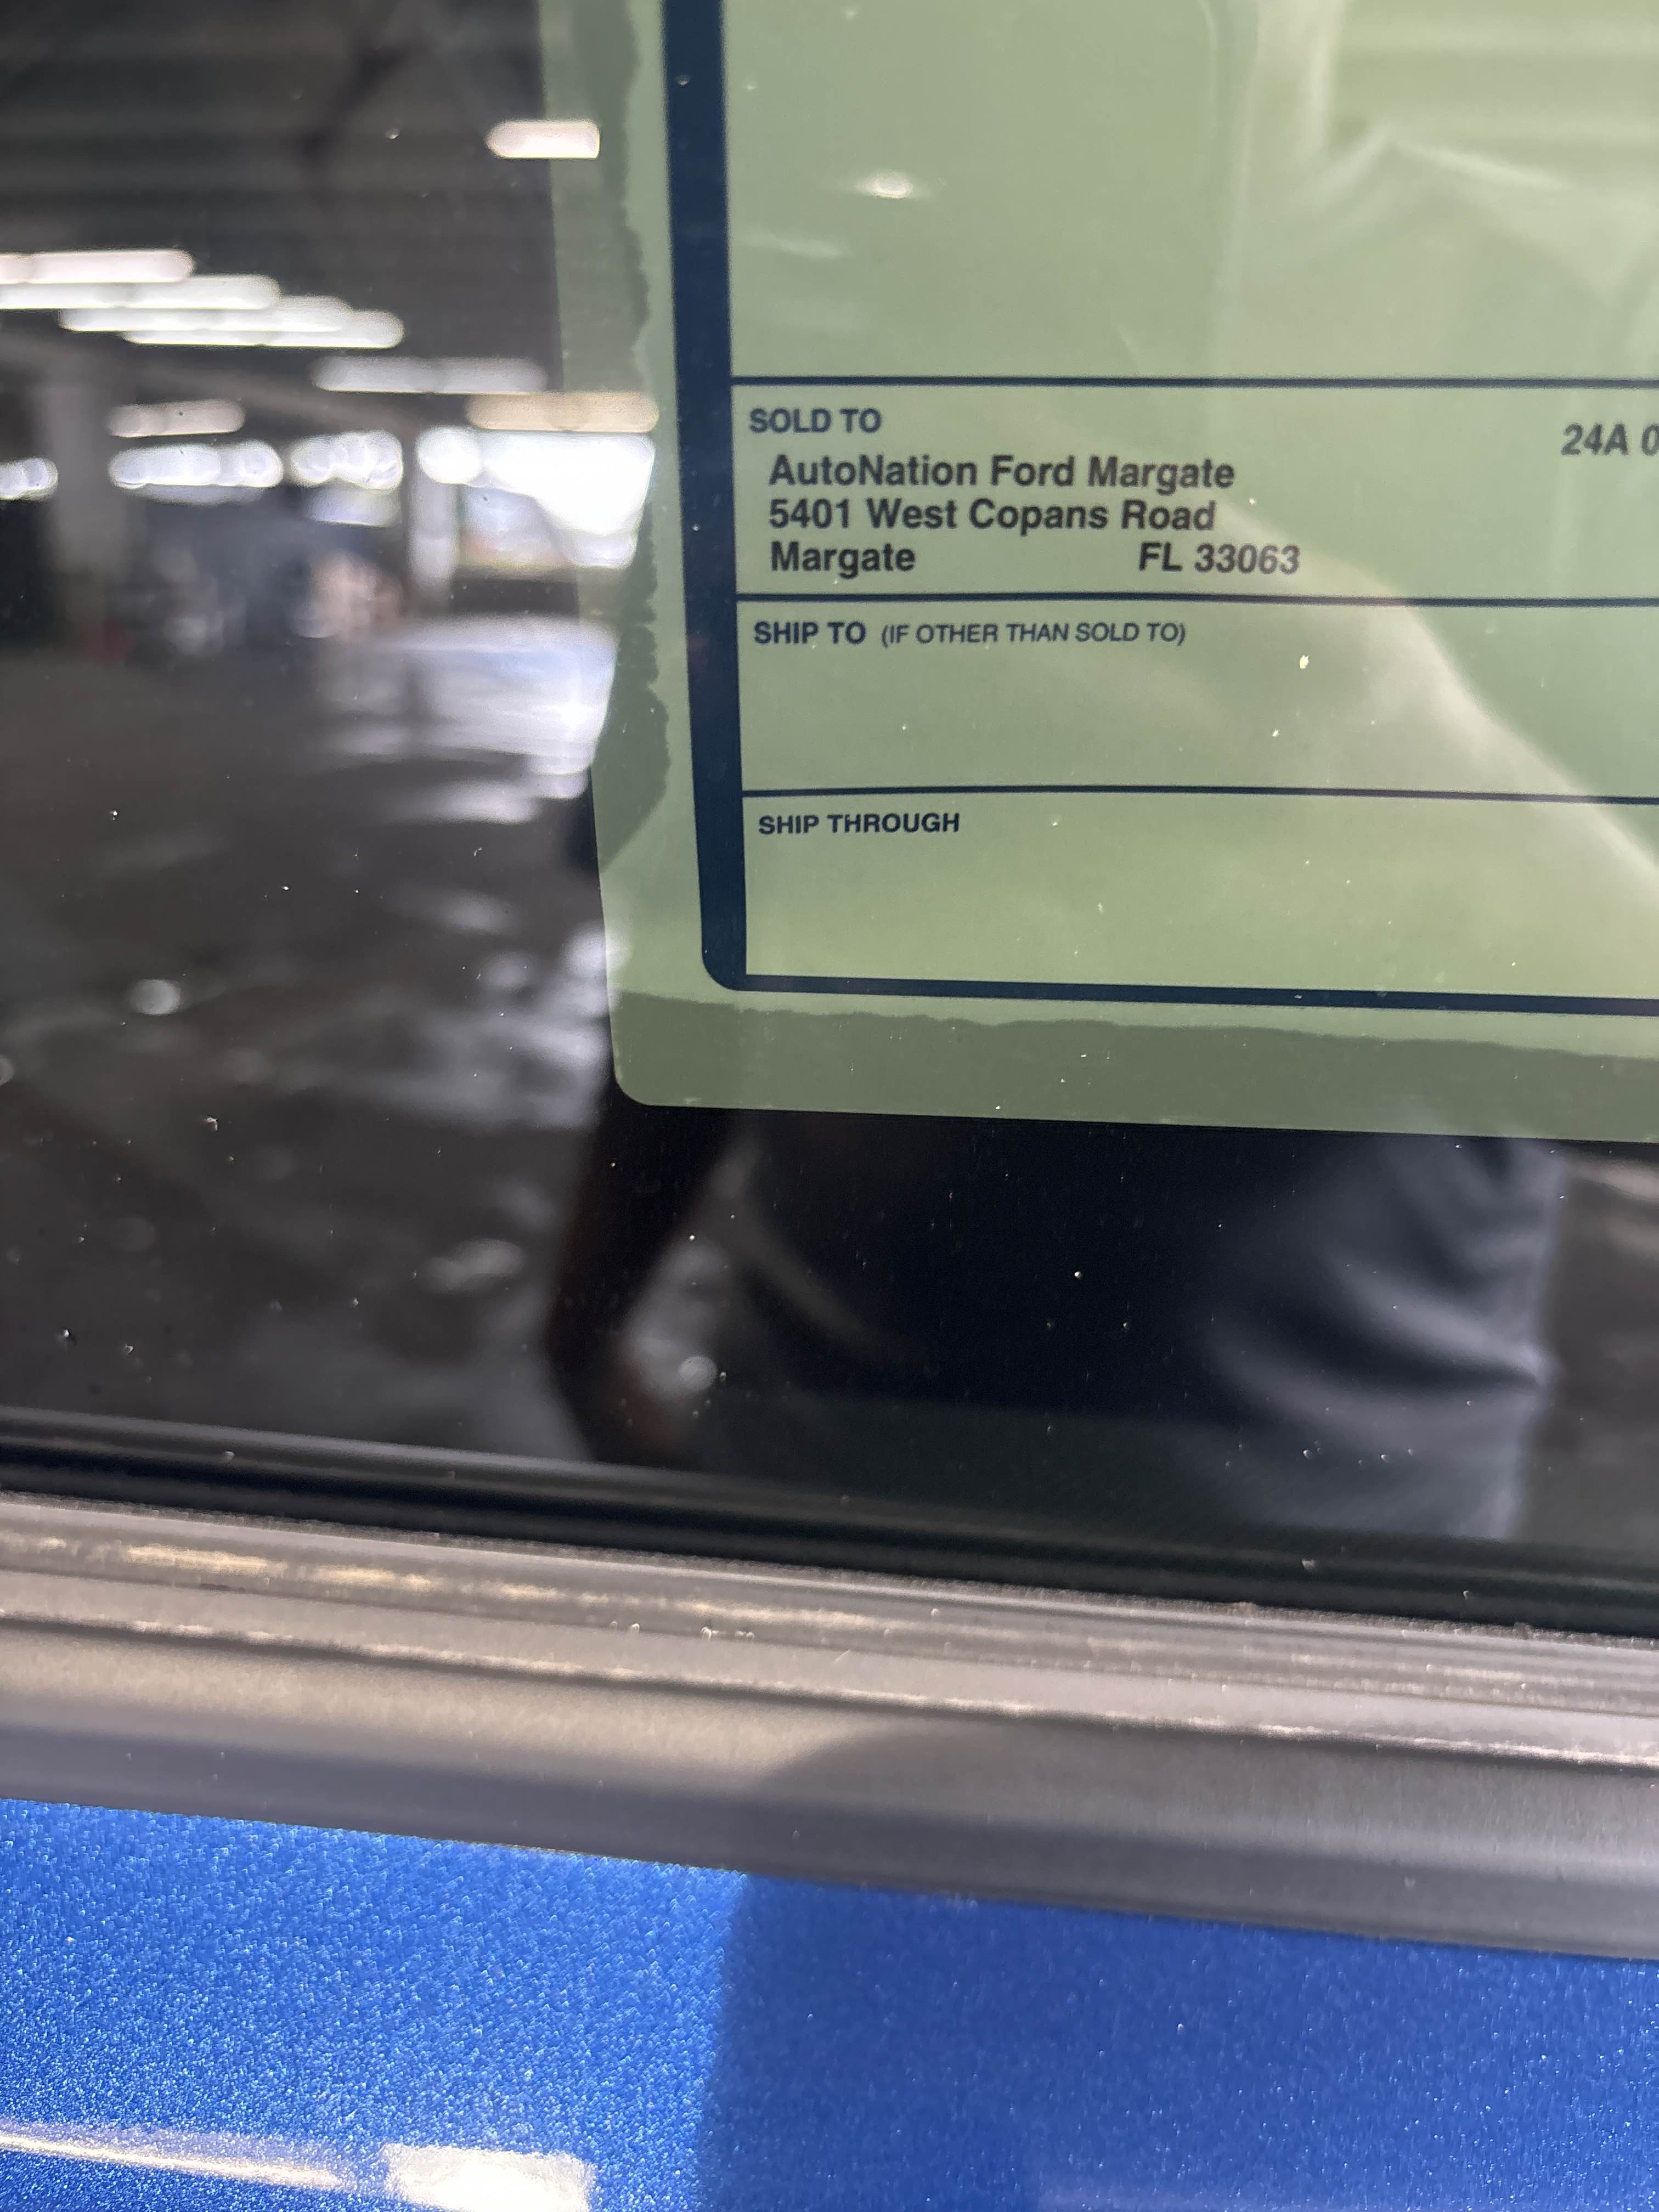 SOLD TO
24A 0
AutoNation Ford Margate
5401 West Copans Road
Margate FL 33063
SHIP TO (IF OTHER THAN SOLD TO)
SHIP THROUGH